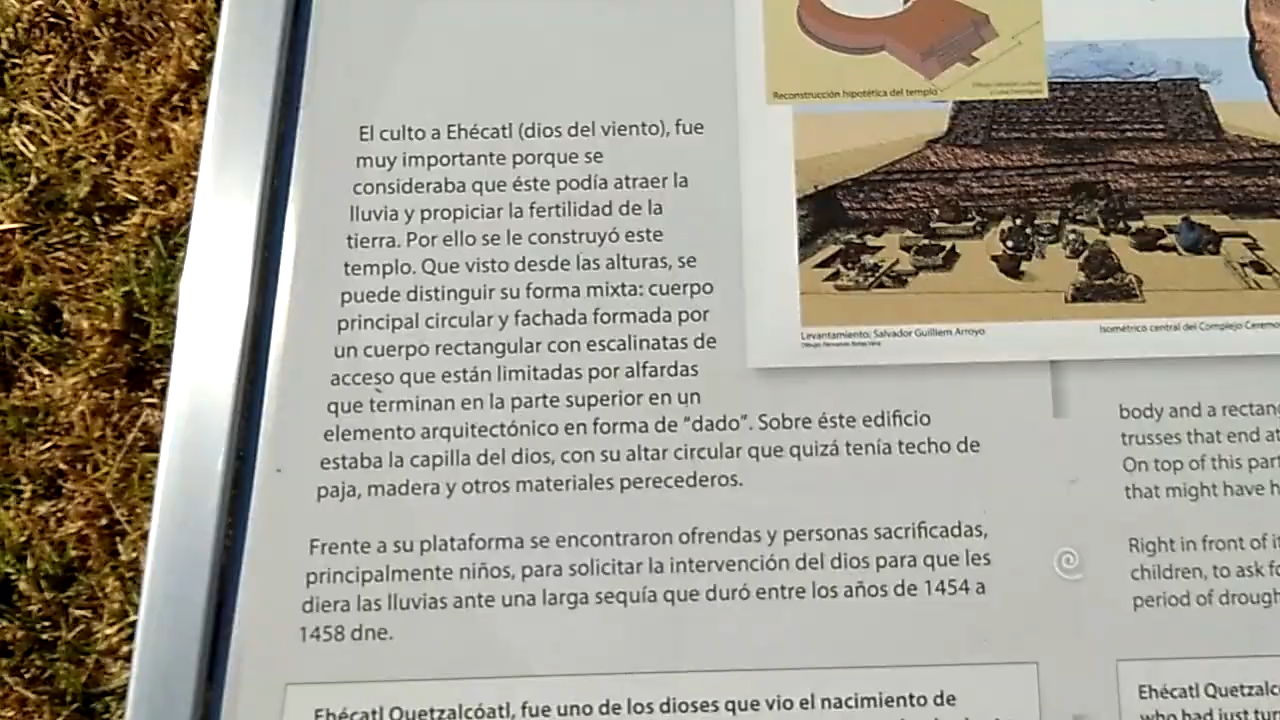 Reconstrucción hipotética del templo
El culto a Ehécatl (dios del viento), fue
muy importante porque se
consideraba que éste podía atraer la
lluvia y propiciar la fertilidad de la
tierra. Por ello se le construyó este
templo. Que visto desde las alturas, se
puede distinguir su forma mixta: cuerpo
principal circular y fachada formada por
un cuerpo rectangular con escalinatas de
acceso que están limitadas por alfardas
que terminan en la parte superior en un
elemento arquitectónico en forma de “dado”. Sobre éste edificio
estaba la capilla del dios, con su altar circular que quizá tenía techo de
paja, madera y otros materiales perecederos.
Frente a su plataforma se encontraron ofrendas y personas sacrificadas,
principalmente niños, para solicitar la intervención del dios para que les
diera las lluvias ante una larga sequía que duró entre los años de 1454 a
1458 dne.
Ehécatl Quetzalcóatl, fue uno de los dioses que vio el nacimiento de
Levantamiento: Salvador Guilliem Arroyo
Isométrico central del Complejo
body and a
trusses that end at
On top of this part
that might have
Right in front of
children, to ask
period of
Ehécatl
who had just